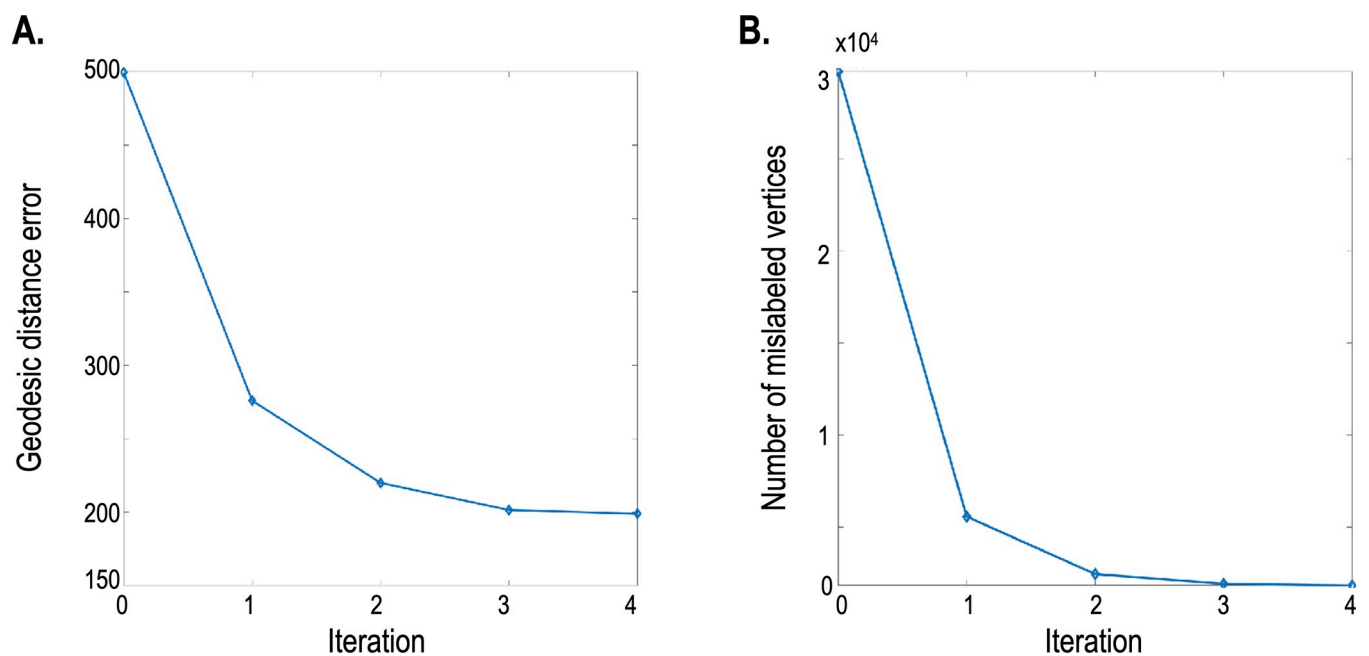 A.
500
400
300
200
150
0 1 2 3 4
Iteration
Geodesic distance error
B.
x10⁴
3
2
1
0
0 1 2 3 4
Iteration
Number of mislabeled vertices